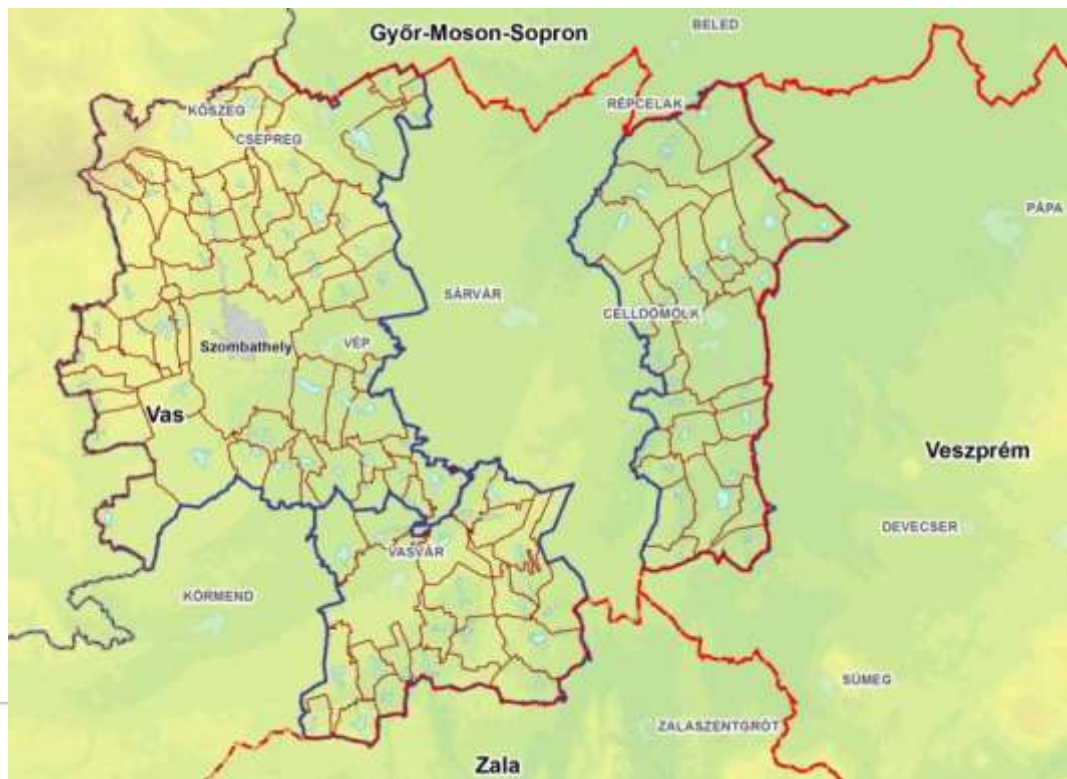 Győr-Moson-Sopron
BELED
KŐSZEG
RÉPCELAK
CSEPREG
PÁPA
SÁRVÁR
CELLDÖMÖLK
Szombathely
VÉP
Vas
Veszprém
DEVECSER
VASVÁR
KÖRMEND
SÜMEG
ZALASZENTGRÓT
Zala